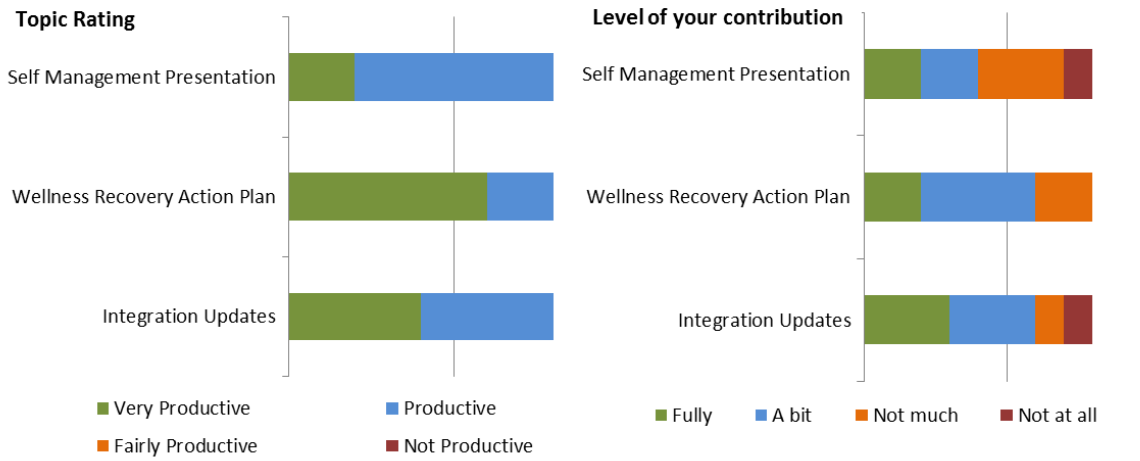 Topic Rating
Self Management Presentation
Wellness Recovery Action Plan
Integration Updates
Very Productive
Productive
Fairly Productive
Not Productive
Level of your contribution
Self Management Presentation
Wellness Recovery Action Plan
Integration Updates
Fully
A bit
Not much
Not at all